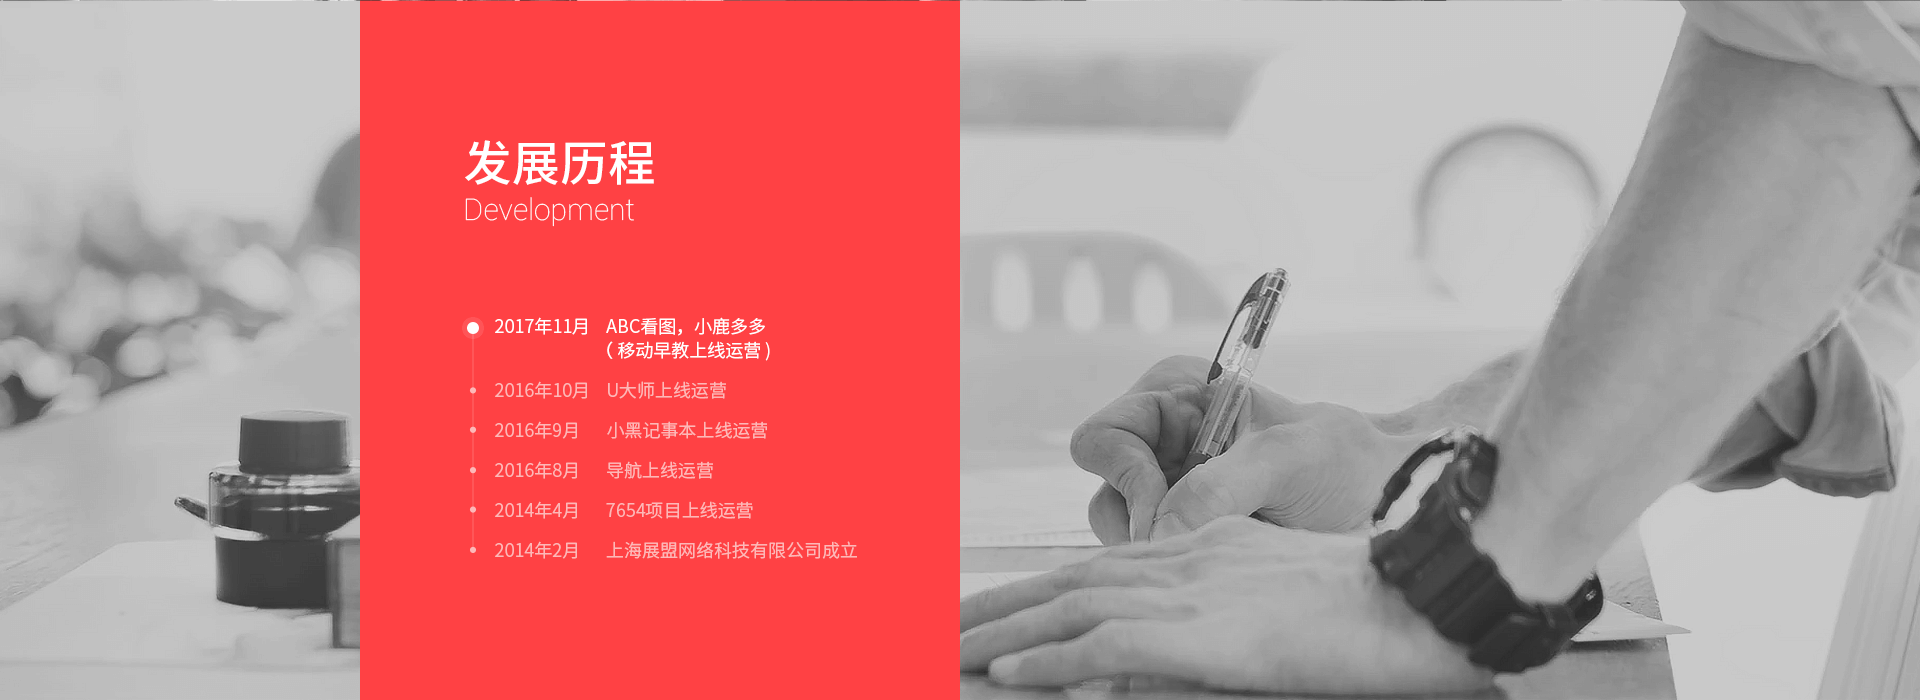 发展历程
Development
2017年11月 ABC看图，小鹿多多
（移动早教上线运营）
2016年10月 U大师上线运营
2016年9月 小黑记事本上线运营
2016年8月 导航上线运营
2014年4月 7654项目上线运营
2014年2月 上海展盟网络科技有限公司成立